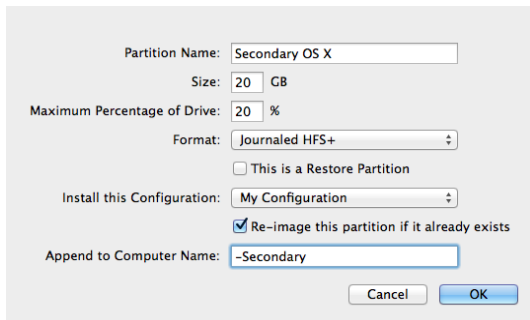 Partition Name: Secondary OS X
Size: 20 GB
Maximum Percentage of Drive: 20 %
Format: Journaled HFS+
This is a Restore Partition
Install this Configuration: My Configuration
Re-image this partition if it already exists
Append to Computer Name: -Secondary
Cancel OK